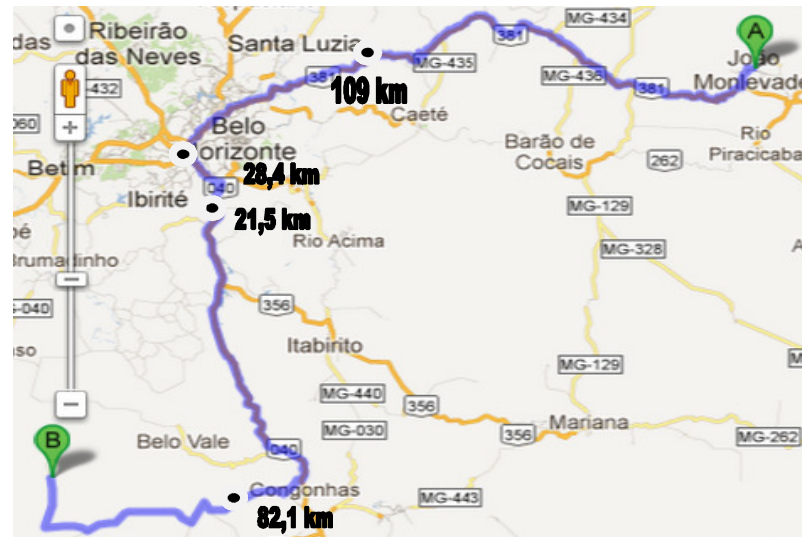 Ribeirão
das Neves
das
MG-434
Santa Luzia
A
381
MG-435
João
Monlevade
432
381
109 km
MG-436
381
Caeté
060
Belo
Horizonte
Barão de
Cocais
Rio
Piracicaba
262
Betim
28,4 km
040
Ibirité
MG-129
21,5 km
Rio Acima
MG-328
Brumadinho
G-040
356
Itabirito
MG-129
MG-440
356
Mariana
B
Belo Vale
MG-030
356
MG-262
040
Congonhas
MG-443
82,1 km